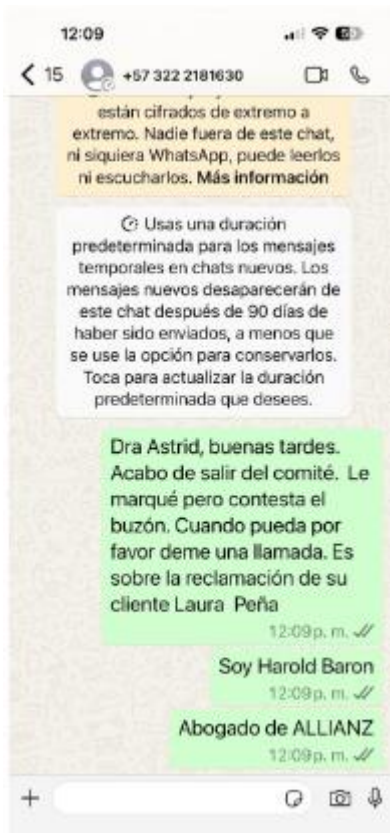 12:09
15 +57 322 2181630
están cifrados de extremo a
extremo. Nadie fuera de este chat,
ni siquiera WhatsApp, puede leerlos
ni escucharlos. Más información
Usas una duración
predeterminada para los mensajes
temporales en chats nuevos. Los
mensajes nuevos desaparecerán de
este chat después de 90 días de
haber sido enviados, a menos que
se use la opción para conservarlos.
Toca para actualizar la duración
predeterminada que desees.
Dra Astrid, buenas tardes.
Acabo de salir del comité. Le
marqué pero contesta el
buzón. Cuando pueda por
favor deme una llamada. Es
sobre la reclamación de su
cliente Laura Peña
12:09 p. m.
Soy Harold Baron
12:09 p. m.
Abogado de ALLIANZ
12:09 p. m.